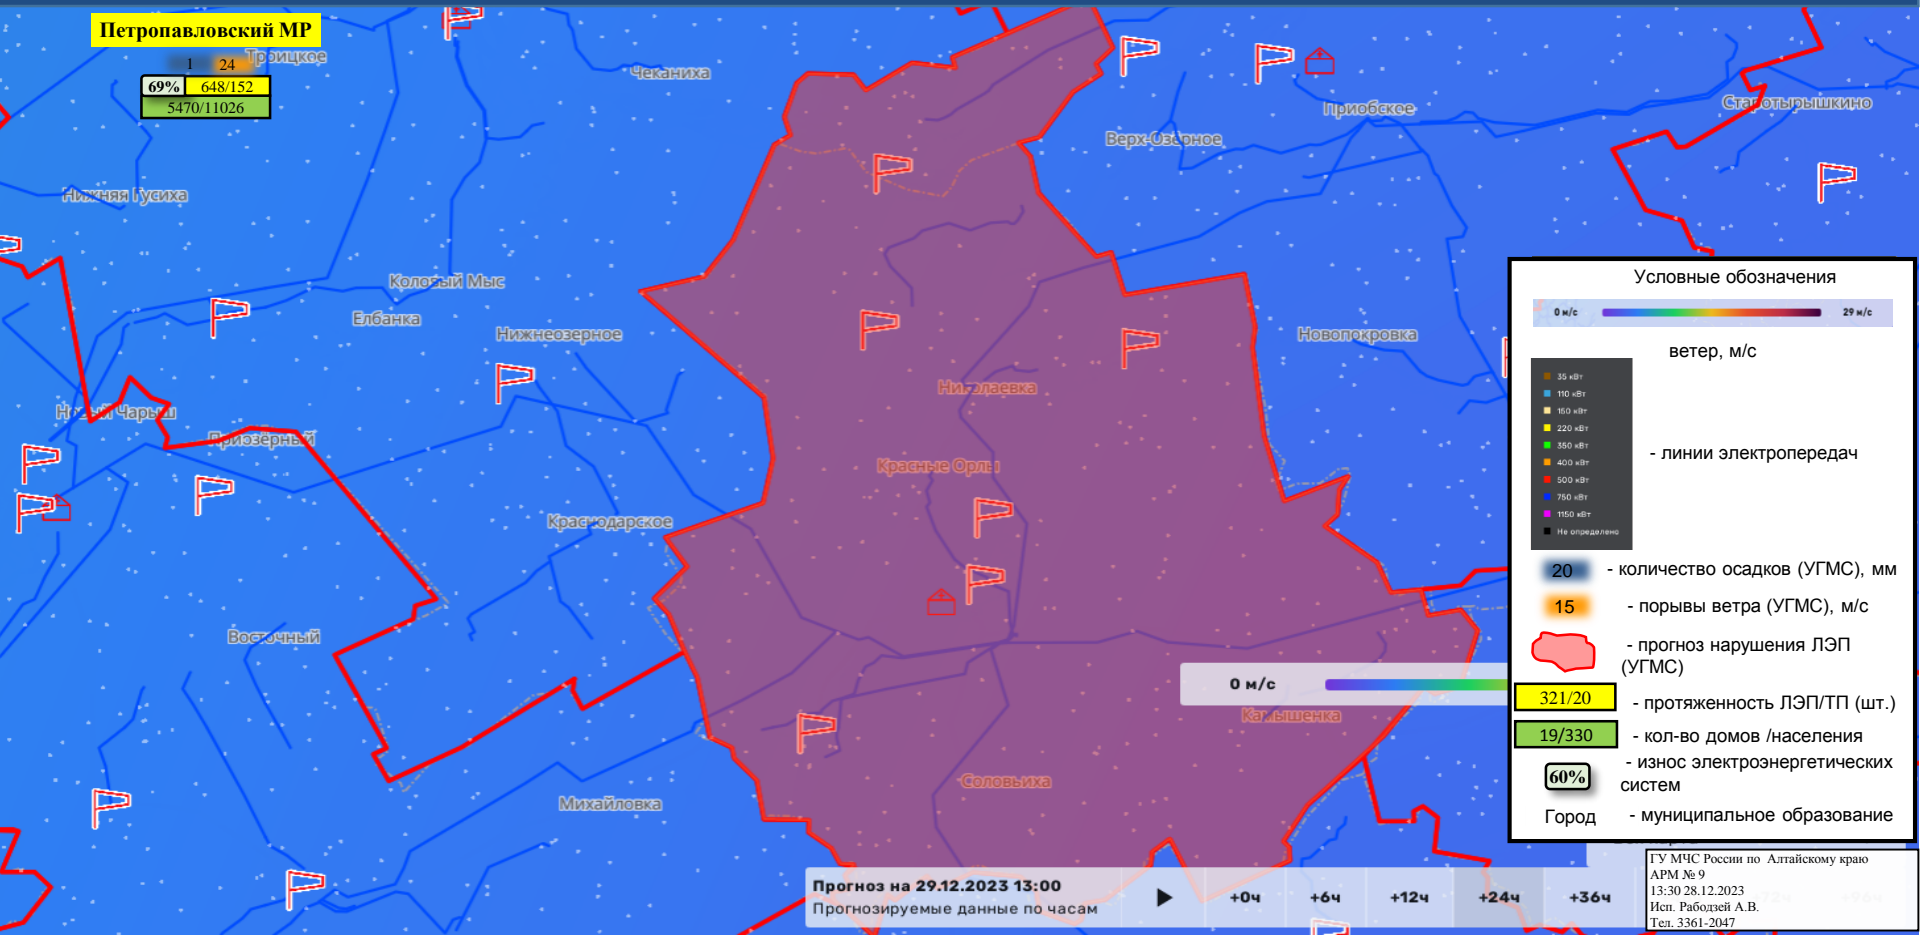 Петропавловский МР
1 24
69% 648/152
5470/11026
Троицкое
Чеканиха
Приобское
Старотырышкино
Верх-Озёрное
Нижняя Гусиха
Коловый Мыс
Елбанка
Нижнеозерное
Новопокровка
Николаевка
Новый Чарыш
Приозёрный
Красные Орлы
Краснодарское
Восточный
Камышенка
Соловьиха
Михайловка
0 м/с
Прогноз на 29.12.2023 13:00
Прогнозируемые данные по часам
+0ч +6ч +12ч +24ч +36ч
Условные обозначения
0 м/с 29 м/с
ветер, м/с
35 кВт
110 кВт
150 кВт
220 кВт
350 кВт
400 кВт
500 кВт
750 кВт
1150 кВт
Не определено
- линии электропередач
20 - количество осадков (УГМС), мм
15 - порывы ветра (УГМС), м/с
- прогноз нарушения ЛЭП
(УГМС)
321/20 - протяженность ЛЭП/ТП (шт.)
19/330 - кол-во домов /населения
60% - износ электроэнергетических
систем
Город - муниципальное образование
ГУ МЧС России по Алтайскому краю
АРМ № 9
13:30 28.12.2023
Исп. Рабодзей А.В.
Тел. 3361-2047